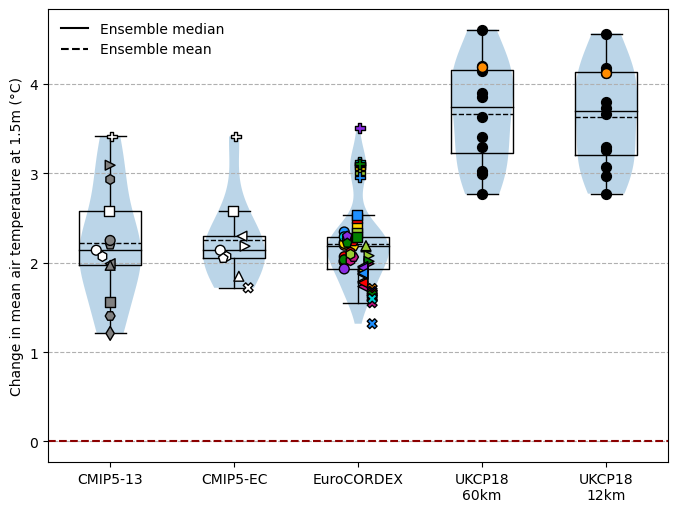 Ensemble median
Ensemble mean
Change in mean air temperature at 1.5m (°C)
4
3
2
1
0
CMIP5-13
CMIP5-EC
EuroCORDEX
UKCP18
60km
UKCP18
12km